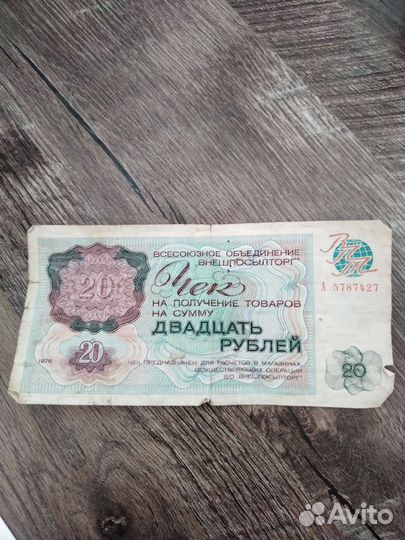 ВСЕСОЮЗНОЕ ОБЪЕДИНЕНИЕ
ВНЕШПОСЫЛТОРГ
ВПТ
20
Чек
А 5787427
НА ПОЛУЧЕНИЕ ТОВАРОВ
НА СУММУ
ДВАДЦАТЬ
РУБЛЕЙ
1976
20
ЧЕК ПРЕДНАЗНАЧЕН ДЛЯ РАСЧЕТОВ В МАГАЗИНАХ
ОСУЩЕСТВЛЯЮЩИХ ОПЕРАЦИИ
В/О „ВНЕШПОСЫЛТОРГ"
20
Avito